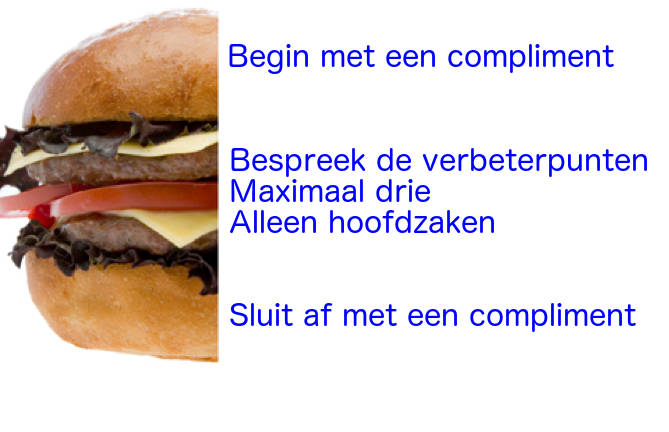 Begin met een compliment
Bespreek de verbeterpunten
Maximaal drie
Alleen hoofdzaken
Sluit af met een compliment